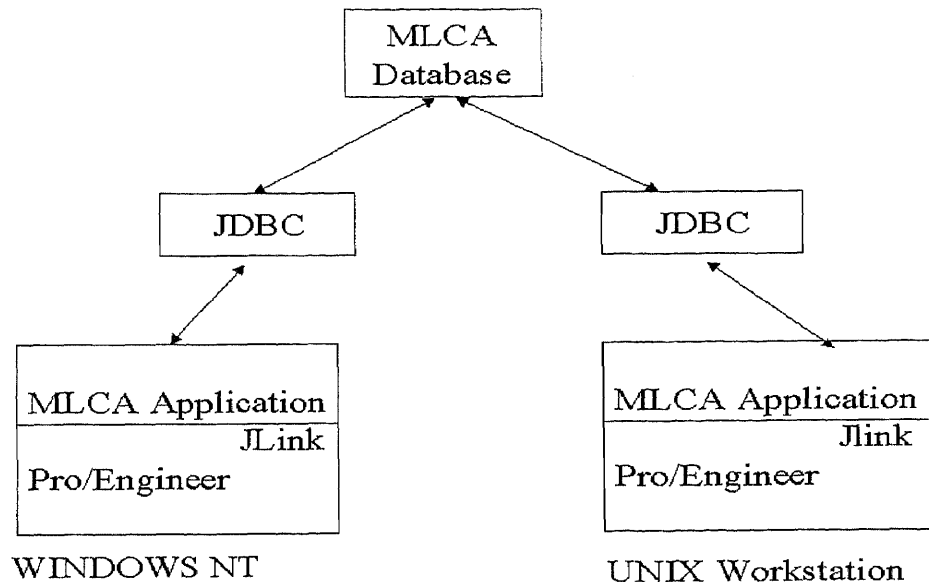 MLCA
Database
JDBC
JDBC
MLCA Application
JLink
Pro/Engineer
WINDOWS NT
MLCA Application
Jlink
Pro/Engineer
UNIX Workstation